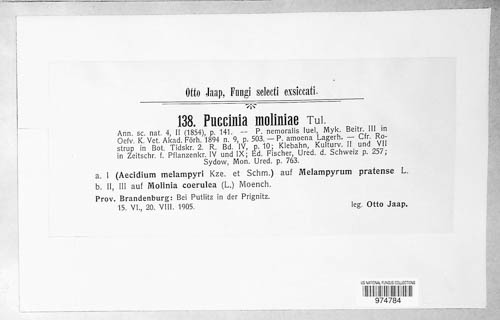 Otto Jaap, Fungi selecti exsiccati.
138. Puccinia moliniae Tul.
Ann. sc. nat. 4, II (1854), p. 141. — P. nemoralis Iuel, Myk. Beitr. III in
Oefv. K. Vet. Akad. Förh. 1894 n. 9, p. 503. — P. amoena Lagerh. — Cfr. Ro-
strup in Bot. Tidskr. 2. R. Bd. IV, p. 10; Klebahn, Kulturv. II und VII
in Zeitschr. f. Pflanzenkr. IV und IX; Ed. Fischer, Ured. d. Schweiz p. 257;
Sydow, Mon. Ured. p. 763.
a. I (Aecidium melampyri Kze. et Schm.) auf Melampyrum pratense L.
b. II, III auf Molinia coerulea (L.) Moench.
Prov. Brandenburg: Bei Putlitz in der Prignitz.
15. VI., 20. VIII. 1905.
leg. Otto Jaap.
US NATIONAL FUNGUS COLLECTIONS
974784